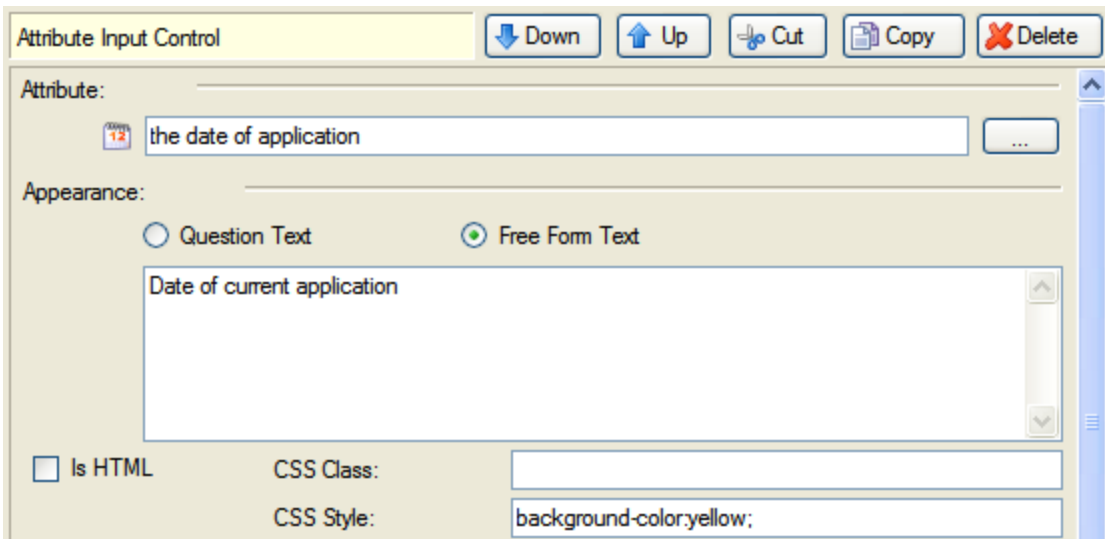 Attribute Input Control Down Up Cut Copy Delete
Attribute:
12 the date of application ...
Appearance:
Question Text Free Form Text
Date of current application
Is HTML CSS Class:
CSS Style: background-color:yellow;